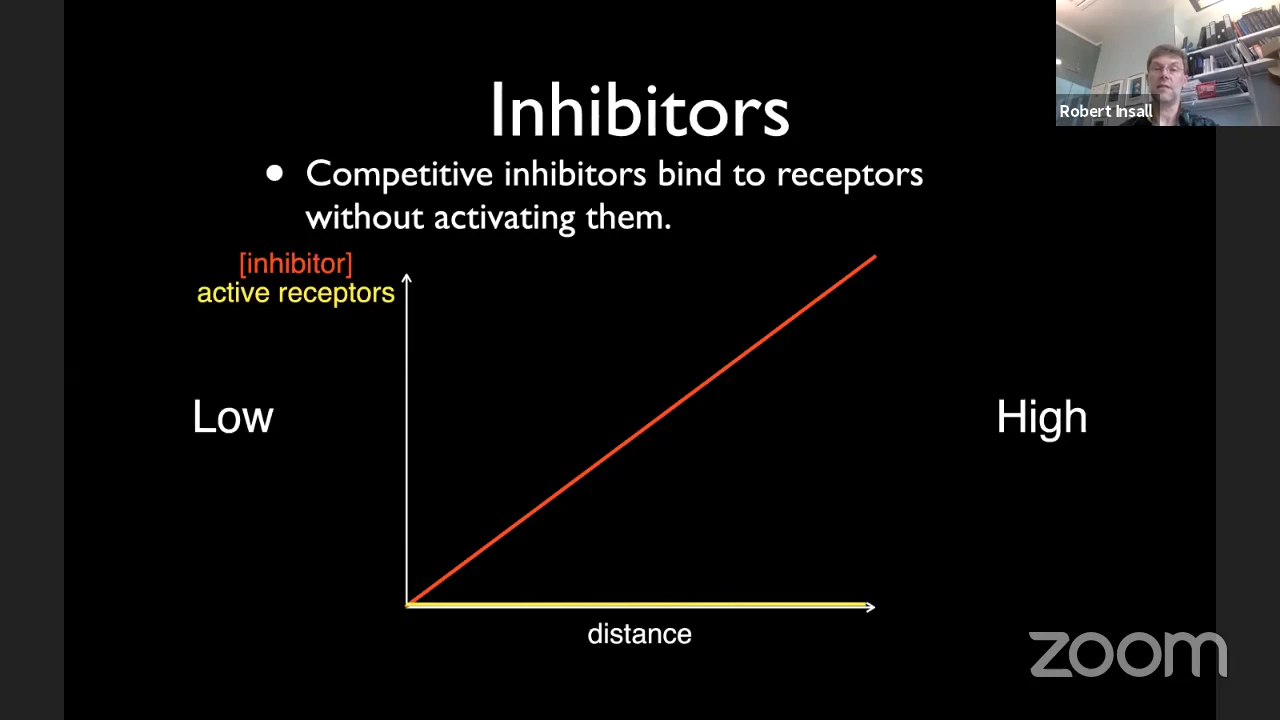 Inhibitors
Robert Insall
• Competitive inhibitors bind to receptors
without activating them.
[inhibitor]
active receptors
Low
High
distance
zoom